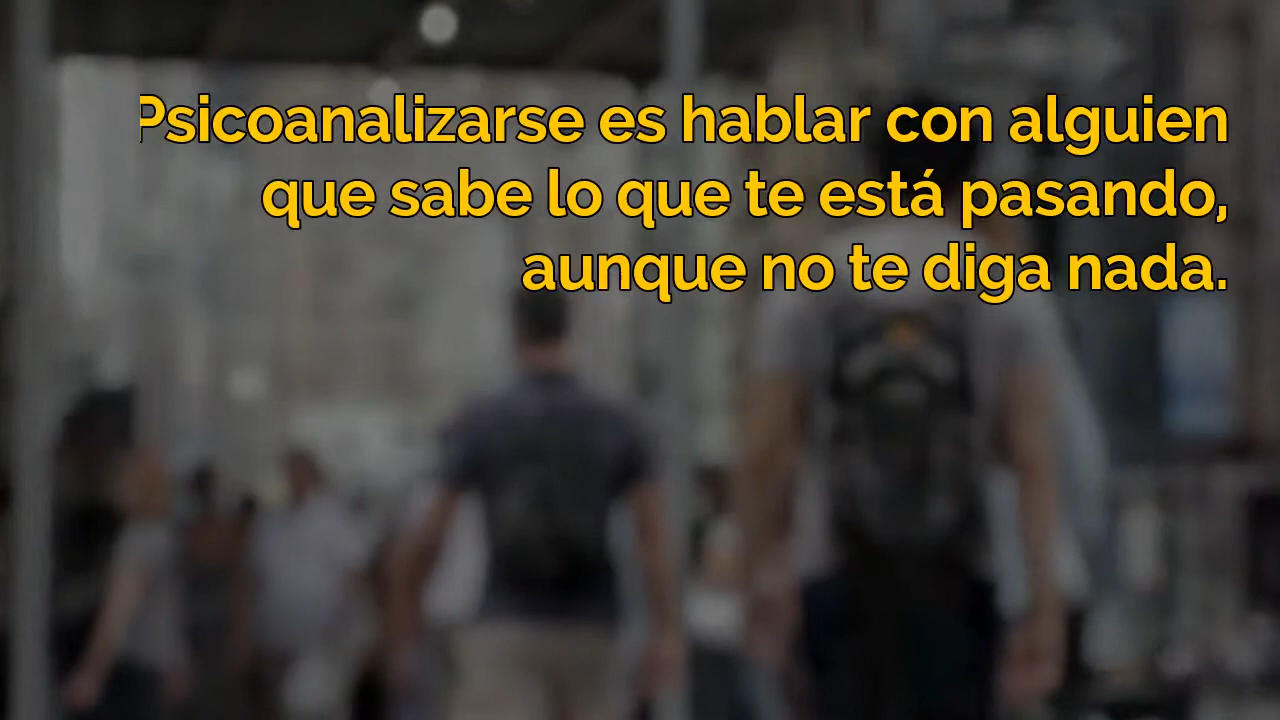 Psicoanalizarse es hablar con alguien
que sabe lo que te está pasando,
aunque no te diga nada.